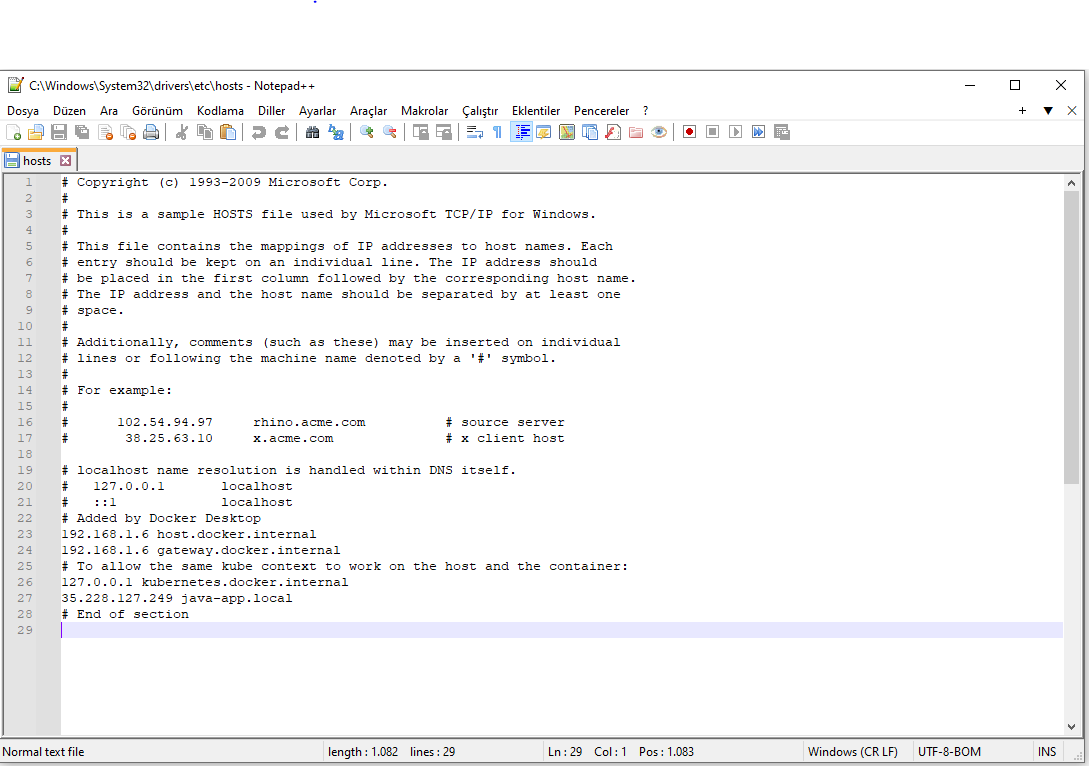 C:\Windows\System32\drivers\etc\hosts - Notepad++
Dosya Düzen Ara Görünüm Kodlama Diller Ayarlar Araçlar Makrolar Çalıştır Eklentiler Pencereler ?
hosts
1 # Copyright (c) 1993-2009 Microsoft Corp.
2 #
3 # This is a sample HOSTS file used by Microsoft TCP/IP for Windows.
4 #
5 # This file contains the mappings of IP addresses to host names. Each
6 # entry should be kept on an individual line. The IP address should
7 # be placed in the first column followed by the corresponding host name.
8 # The IP address and the host name should be separated by at least one
9 # space.
10 #
11 # Additionally, comments (such as these) may be inserted on individual
12 # lines or following the machine name denoted by a '#' symbol.
13 #
14 # For example:
15 #
16 #      102.54.94.97     rhino.acme.com          # source server
17 #       38.25.63.10     x.acme.com              # x client host
18
19 # localhost name resolution is handled within DNS itself.
20 #   127.0.0.1       localhost
21 #   ::1             localhost
22 # Added by Docker Desktop
23 192.168.1.6 host.docker.internal
24 192.168.1.6 gateway.docker.internal
25 # To allow the same kube context to work on the host and the container:
26 127.0.0.1 kubernetes.docker.internal
27 35.228.127.249 java-app.local
28 # End of section
29
Normal text file length : 1.082 lines : 29 Ln : 29 Col : 1 Pos : 1.083 Windows (CR LF) UTF-8-BOM INS